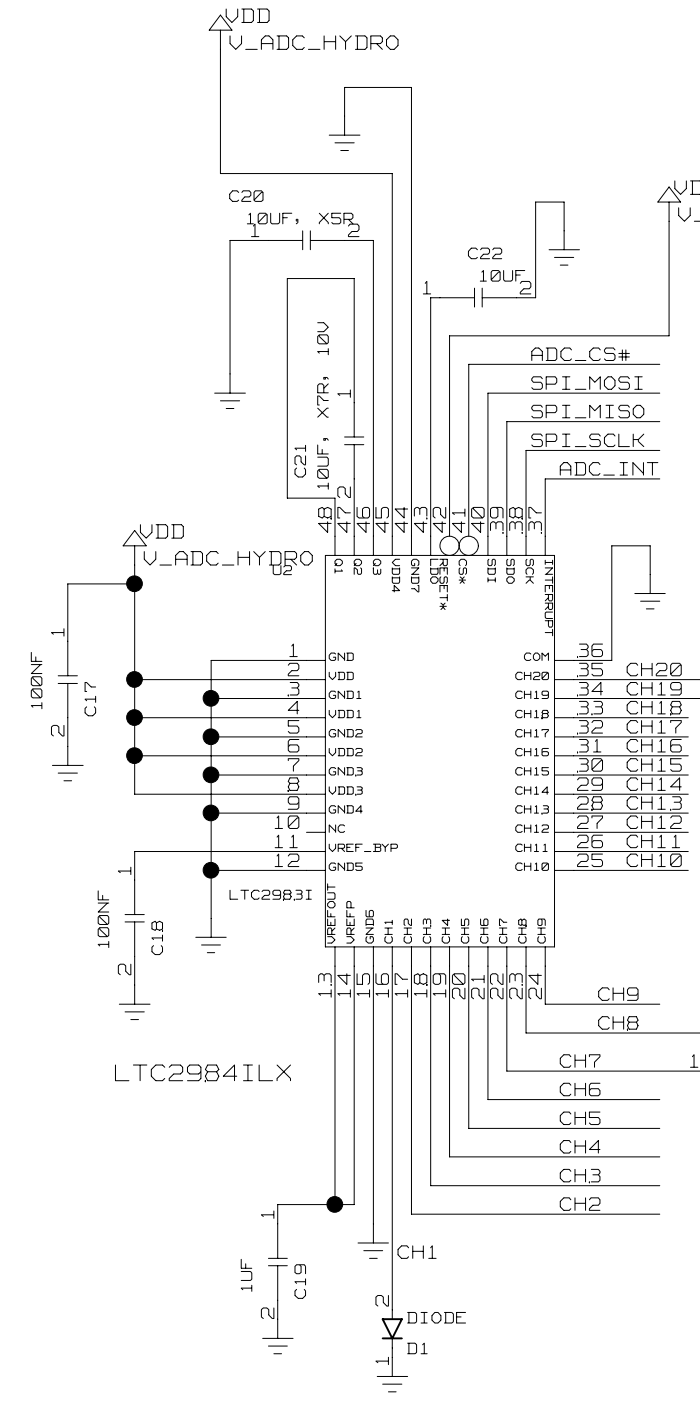 VDD
V_ADC_HYDRO
VD
V_
C20
10UF, X5R
1 2
C22
10UF
1 2
C21
10UF, X7R, 10V
1
2
ADC_CS#
SPI_MOSI
SPI_MISO
SPI_SCLK
ADC_INT
48 47 46 45 44 43 42 41 40 39 38 37
Q1 Q2 Q3 VDD4 GND7 LDO RESET* CS* SDI SDO SCK INTERRUPT
VDD
V_ADC_HYDRO
U2
1
100NF
C17
2
1 GND
2 VDD
3 GND1
4 VDD1
5 GND2
6 VDD2
7 GND3
8 VDD3
9 GND4
10 NC
11 VREF_BYP
12 GND5
COM 36
CH20 35 CH20
CH19 34 CH19
CH18 33 CH18
CH17 32 CH17
CH16 31 CH16
CH15 30 CH15
CH14 29 CH14
CH13 28 CH13
CH12 27 CH12
CH11 26 CH11
CH10 25 CH10
1
100NF
C18
2
LTC2983I
VREFOUT VREFP GND6 CH1 CH2 CH3 CH4 CH5 CH6 CH7 CH8 CH9
13 14 15 16 17 18 19 20 21 22 23 24
CH9
CH8
CH7 1
CH6
CH5
CH4
CH3
CH2
LTC2984ILX
1
1UF
C19
2
CH1
2
DIODE
D1
1